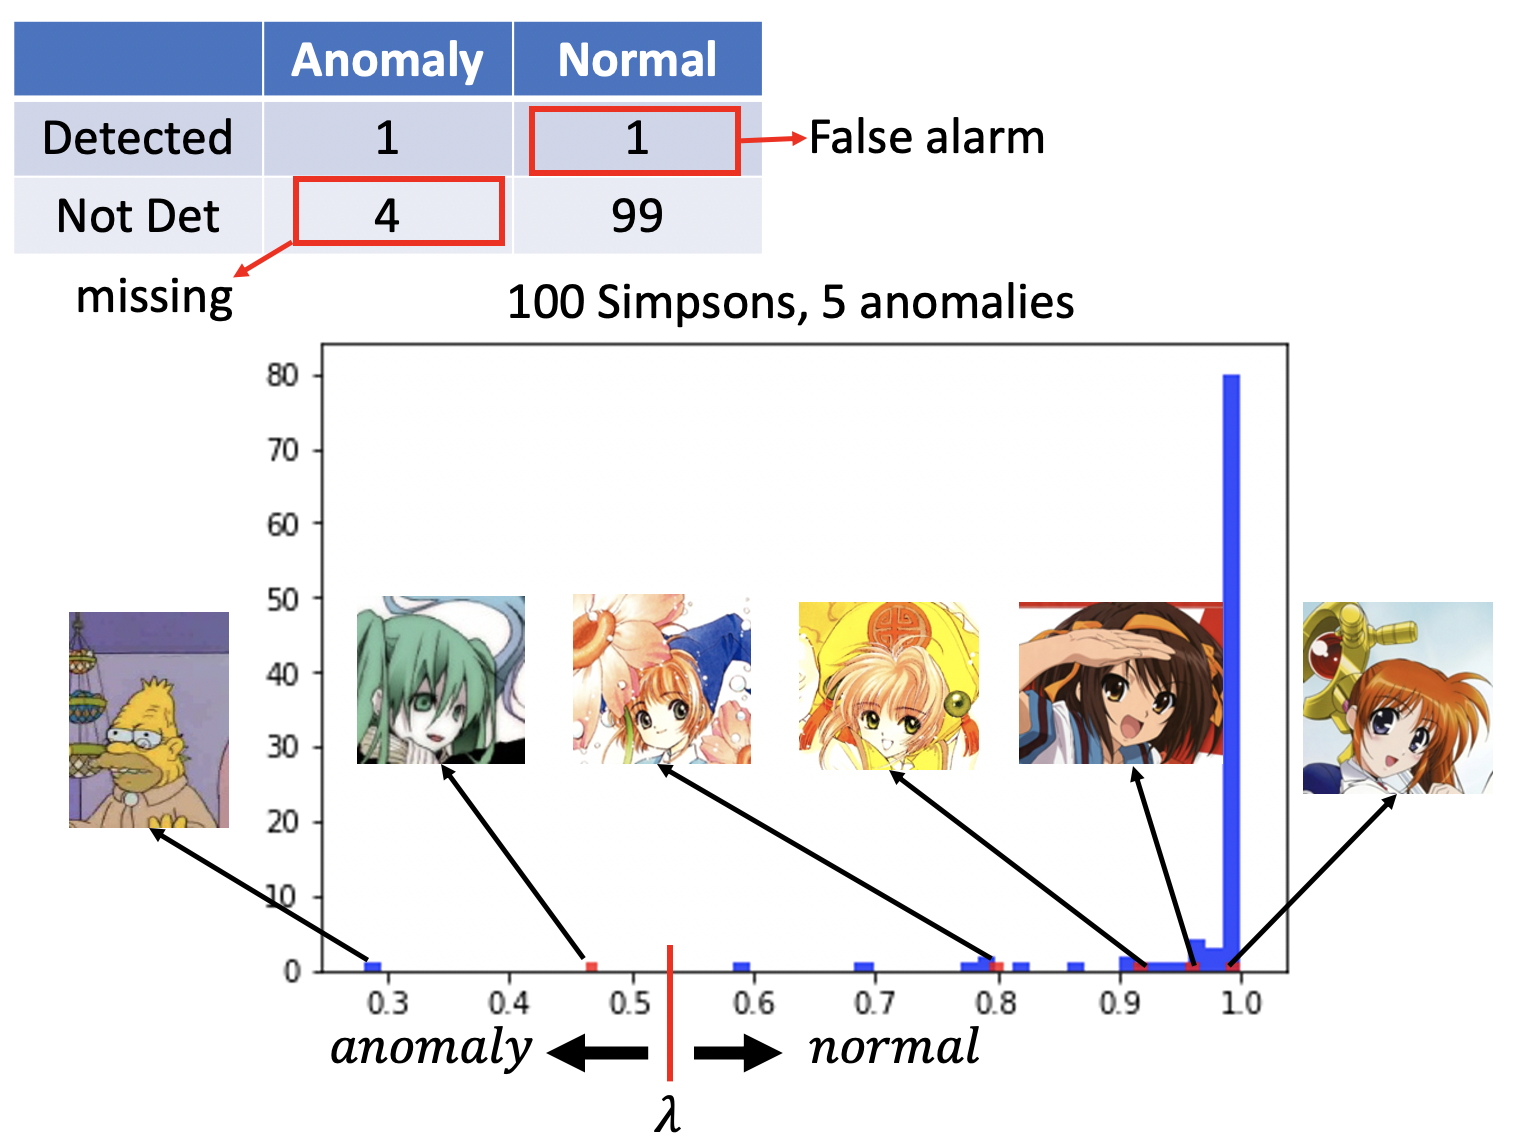 Anomaly Normal
Detected 1 1 False alarm
Not Det 4 99
missing
100 Simpsons, 5 anomalies
80
70
60
50
40
30
20
10
0
0.3 0.4 0.5 0.6 0.7 0.8 0.9 1.0
anomaly normal
λ